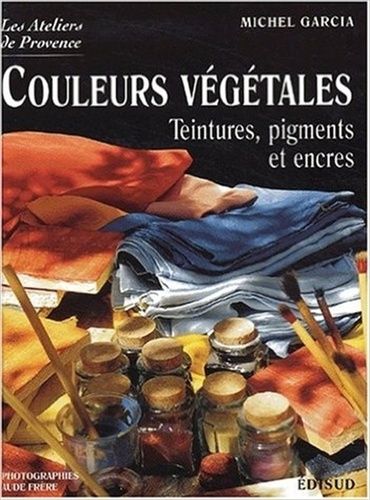 Les Ateliers
de Provence
MICHEL GARCIA
COULEURS VÉGÉTALES
Teintures, pigments
et encres
PHOTOGRAPHIES
AUDE FRÈRE
ÉDISUD